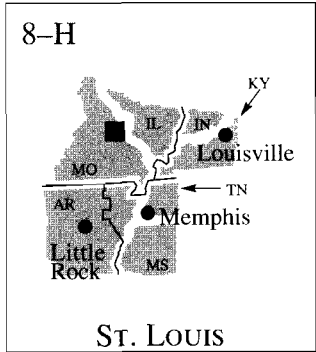 8–H
KY
IL
IN
Louisville
MO
TN
AR
Memphis
Little
Rock
MS
ST. LOUIS